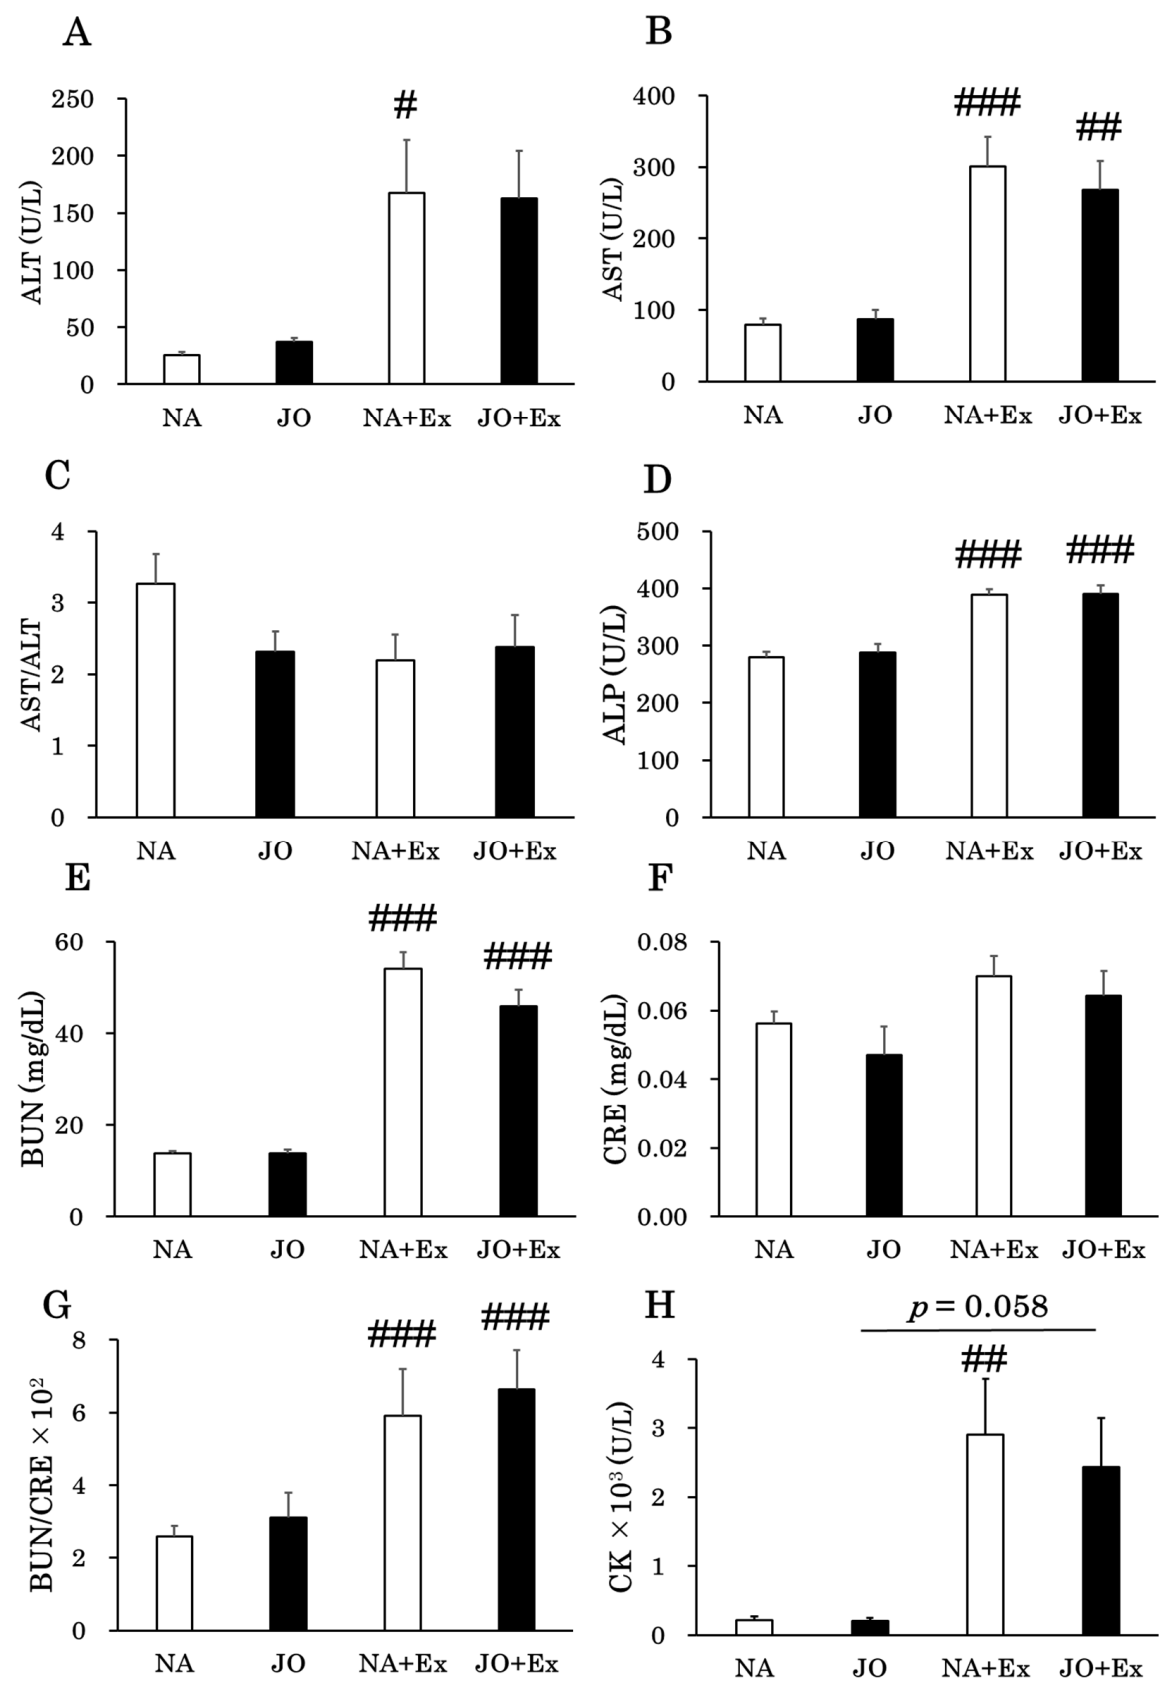 A
#
250
200
150
100
50
0
ALT (U/L)
NA JO NA+Ex JO+Ex
B
###
##
400
300
200
100
0
AST (U/L)
NA JO NA+Ex JO+Ex
C
4
3
2
1
0
AST/ALT
NA JO NA+Ex JO+Ex
D
### ###
500
400
300
200
100
0
ALP (U/L)
NA JO NA+Ex JO+Ex
E
###
###
60
40
20
0
BUN (mg/dL)
NA JO NA+Ex JO+Ex
F
0.08
0.06
0.04
0.02
0.00
CRE (mg/dL)
NA JO NA+Ex JO+Ex
G
###
###
8
6
4
2
0
BUN/CRE ×10²
NA JO NA+Ex JO+Ex
H
p = 0.058
##
4
3
2
1
0
CK ×10³ (U/L)
NA JO NA+Ex JO+Ex